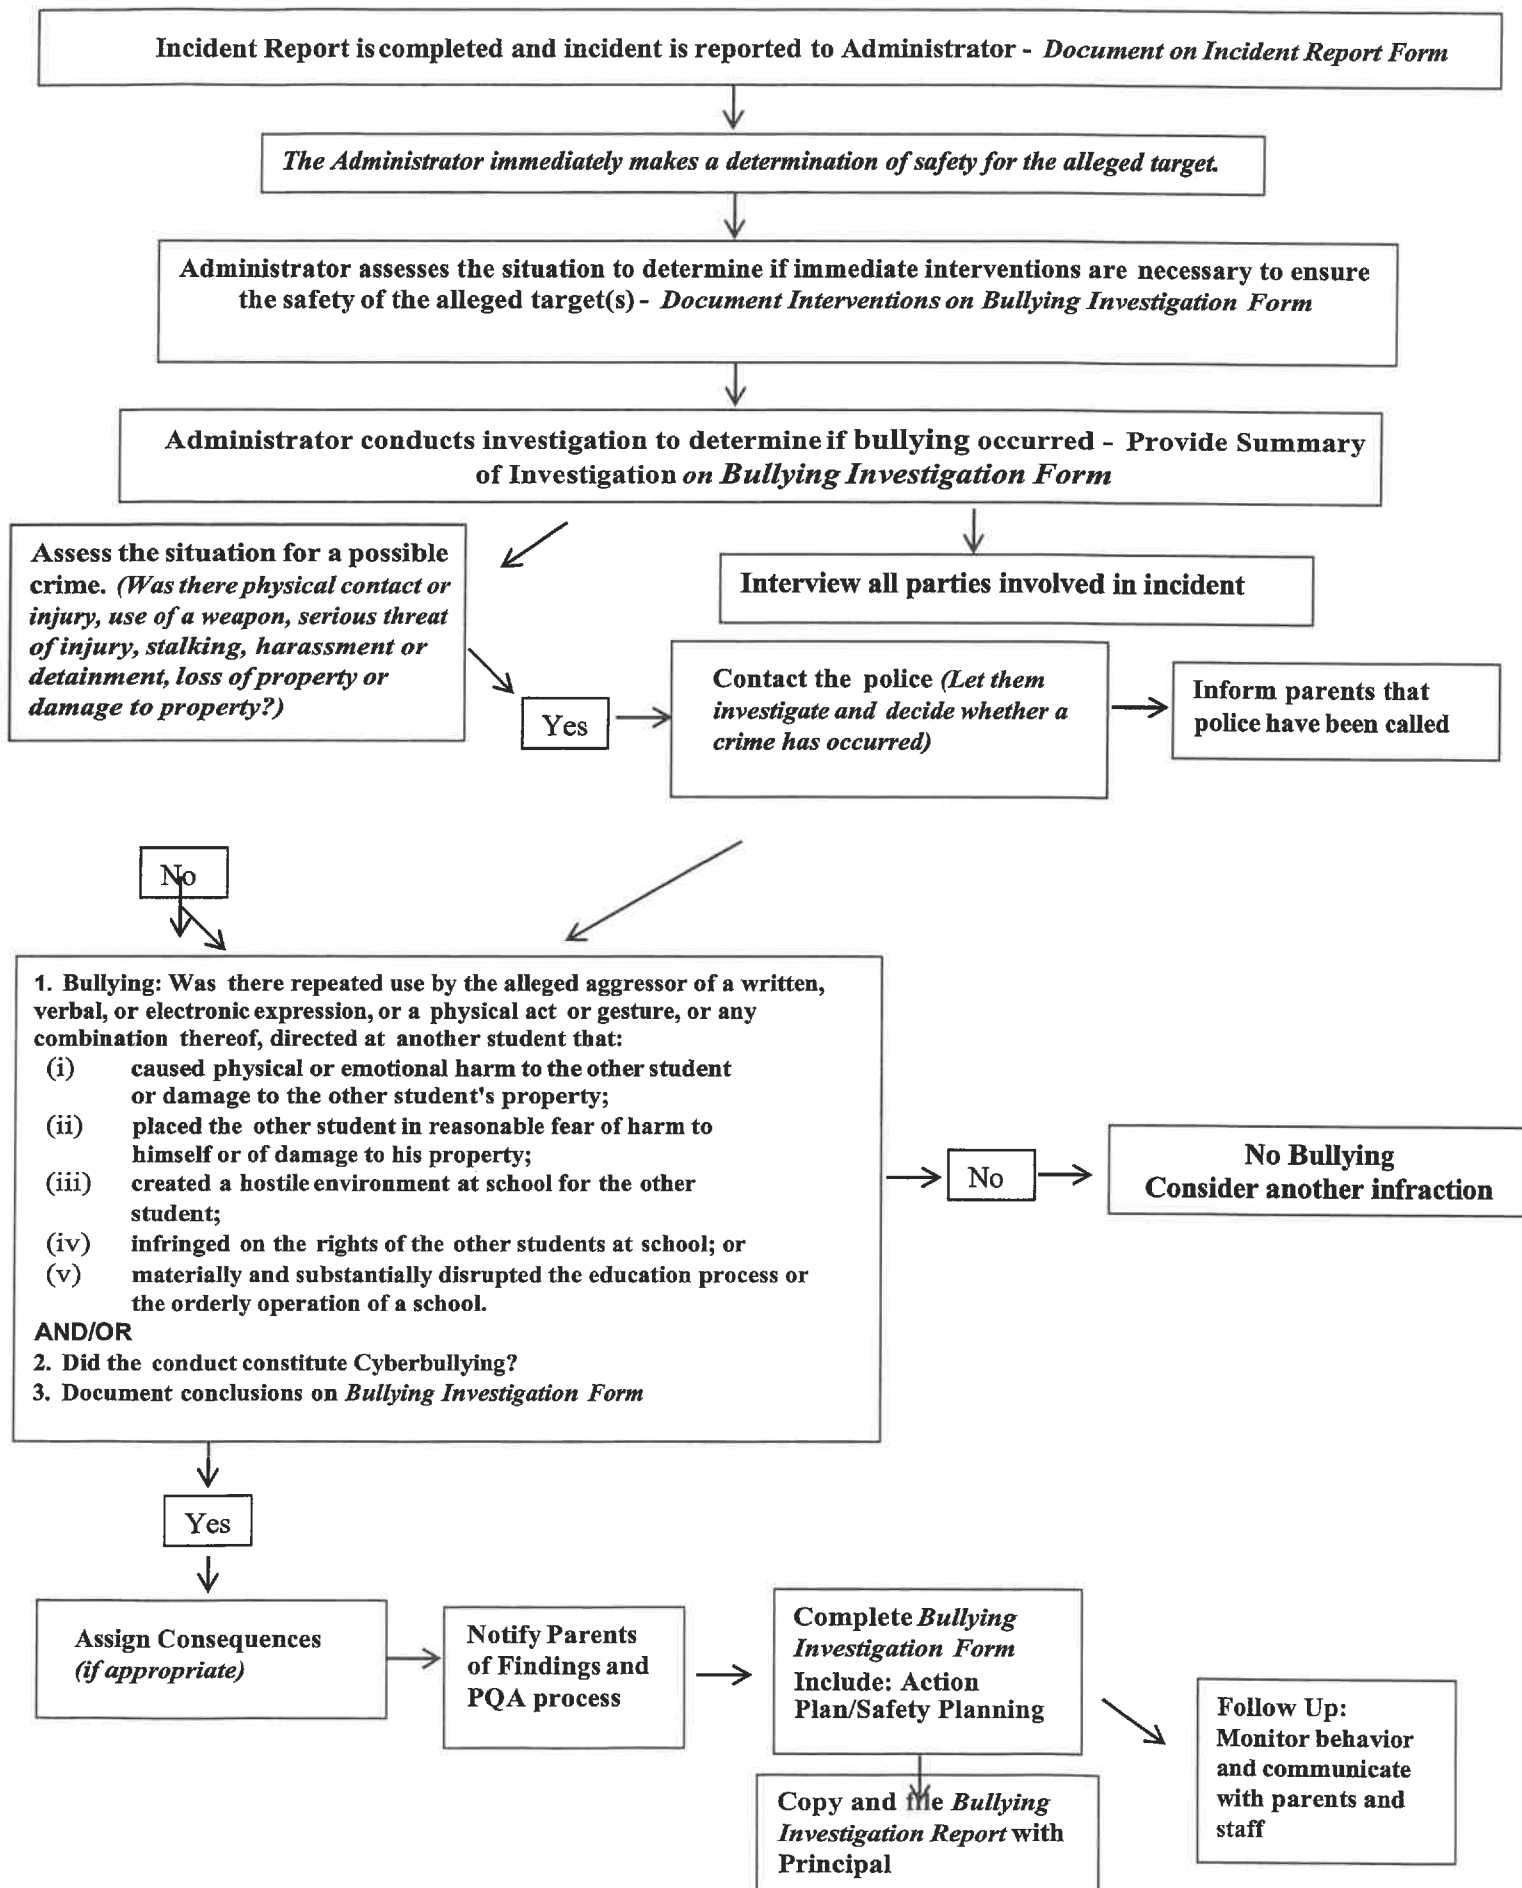 Incident Report is completed and incident is reported to Administrator - Document on Incident Report Form
The Administrator immediately makes a determination of safety for the alleged target.
Administrator assesses the situation to determine if immediate interventions are necessary to ensure
the safety of the alleged target(s) - Document Interventions on Bullying Investigation Form
Administrator conducts investigation to determine if bullying occurred - Provide Summary
of Investigation on Bullying Investigation Form
Assess the situation for a possible
crime. (Was there physical contact or
injury, use of a weapon, serious threat
of injury, stalking, harassment or
detainment, loss of property or
damage to property?)
Interview all parties involved in incident
Yes
Contact the police (Let them
investigate and decide whether a
crime has occurred)
Inform parents that
police have been called
No
1. Bullying: Was there repeated use by the alleged aggressor of a written,
verbal, or electronic expression, or a physical act or gesture, or any
combination thereof, directed at another student that:
(i) caused physical or emotional harm to the other student
or damage to the other student's property;
(ii) placed the other student in reasonable fear of harm to
himself or of damage to his property;
(iii) created a hostile environment at school for the other
student;
(iv) infringed on the rights of the other students at school; or
(v) materially and substantially disrupted the education process or
the orderly operation of a school.
AND/OR
2. Did the conduct constitute Cyberbullying?
3. Document conclusions on Bullying Investigation Form
No
No Bullying
Consider another infraction
Yes
Assign Consequences
(if appropriate)
Notify Parents
of Findings and
PQA process
Complete Bullying
Investigation Form
Include: Action
Plan/Safety Planning
Copy and file Bullying
Investigation Report with
Principal
Follow Up:
Monitor behavior
and communicate
with parents and
staff